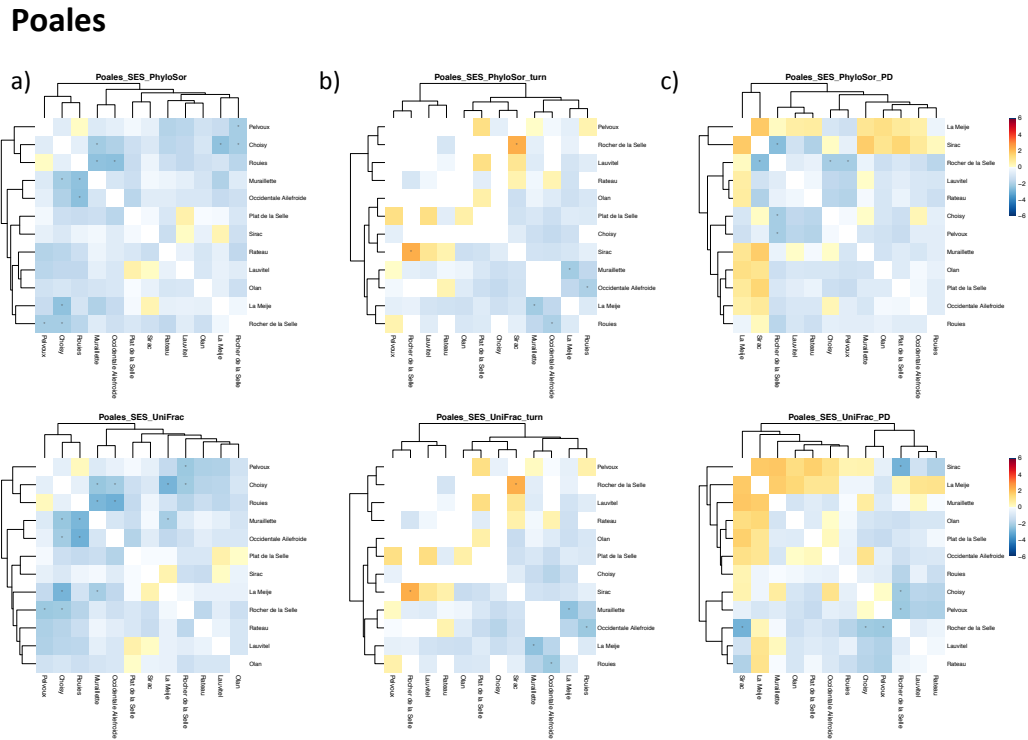 Poales
a)
b)
c)
Poales_SES_PhyloSor
Pelvoux
Choisy
Rouies
Muraillette
Occidentale Ailefroide
Plat de la Selle
Sirac
Rateau
Lauvitel
Olan
La Meije
Rocher de la Selle
Pelvoux
Choisy
Rouies
Muraillette
Occidentale Ailefroide
Plat de la Selle
Sirac
Rateau
Lauvitel
Olan
La Meije
Rocher de la Selle
Poales_SES_PhyloSor_turn
Pelvoux
Rocher de la Selle
Lauvitel
Rateau
Olan
Plat de la Selle
Choisy
Sirac
Muraillette
Occidentale Ailefroide
La Meije
Rouies
Pelvoux
Rocher de la Selle
Lauvitel
Rateau
Olan
Plat de la Selle
Choisy
Sirac
Muraillette
Occidentale Ailefroide
La Meije
Rouies
Poales_SES_PhyloSor_PD
La Meije
Sirac
Rocher de la Selle
Lauvitel
Rateau
Choisy
Pelvoux
Muraillette
Olan
Plat de la Selle
Occidentale Ailefroide
Rouies
La Meije
Sirac
Rocher de la Selle
Lauvitel
Rateau
Choisy
Pelvoux
Muraillette
Olan
Plat de la Selle
Occidentale Ailefroide
Rouies
6
4
2
0
−2
−4
−6
Poales_SES_UniFrac
Pelvoux
Choisy
Rouies
Muraillette
Occidentale Ailefroide
Plat de la Selle
Sirac
La Meije
Rocher de la Selle
Rateau
Lauvitel
Olan
Pelvoux
Choisy
Rouies
Muraillette
Occidentale Ailefroide
Plat de la Selle
Sirac
La Meije
Rocher de la Selle
Rateau
Lauvitel
Olan
Poales_SES_UniFrac_turn
Pelvoux
Rocher de la Selle
Lauvitel
Rateau
Olan
Plat de la Selle
Choisy
Sirac
Muraillette
Occidentale Ailefroide
La Meije
Rouies
Pelvoux
Rocher de la Selle
Lauvitel
Rateau
Olan
Plat de la Selle
Choisy
Sirac
Muraillette
Occidentale Ailefroide
La Meije
Rouies
Poales_SES_UniFrac_PD
Sirac
La Meije
Muraillette
Olan
Plat de la Selle
Occidentale Ailefroide
Rouies
Choisy
Pelvoux
Rocher de la Selle
Lauvitel
Rateau
Sirac
La Meije
Muraillette
Olan
Plat de la Selle
Occidentale Ailefroide
Rouies
Choisy
Pelvoux
Rocher de la Selle
Lauvitel
Rateau
6
4
2
0
−2
−4
−6